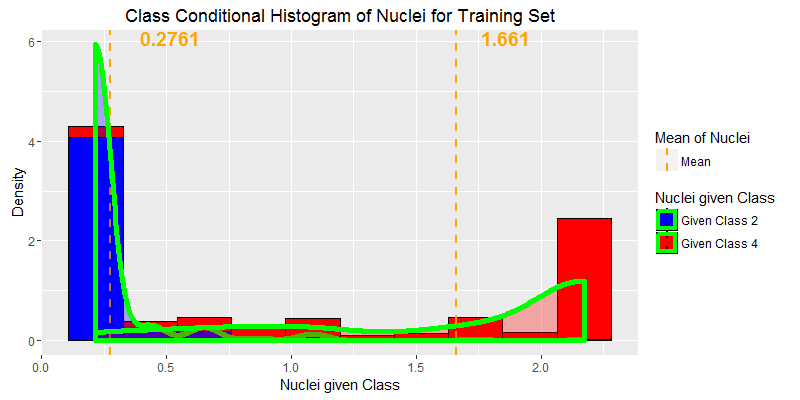 Class Conditional Histogram of Nuclei for Training Set
0.2761
1.661
6
4
2
0
Density
0.0
0.5
1.0
1.5
2.0
Nuclei given Class
Mean of Nuclei
Mean
Nuclei given Class
Given Class 2
Given Class 4